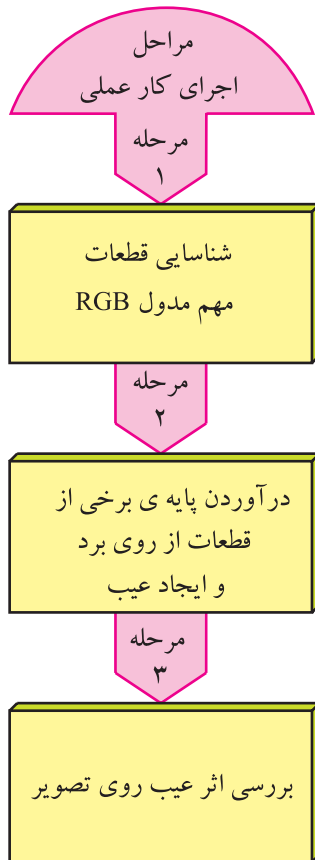 مراحل
اجرای کار عملی
مرحله
۱
شناسایی قطعات
مهم مدول RGB
مرحله
۲
درآوردن پایه ی برخی از
قطعات از روی برد
و ایجاد عیب
مرحله
۳
بررسی اثر عیب روی تصویر